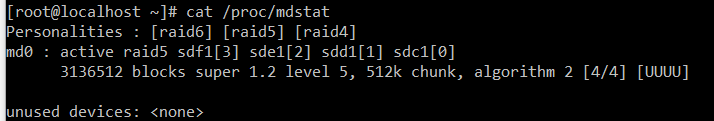 [root@localhost ~]# cat /proc/mdstat
Personalities : [raid6] [raid5] [raid4]
md0 : active raid5 sdf1[3] sde1[2] sdd1[1] sdc1[0]
      3136512 blocks super 1.2 level 5, 512k chunk, algorithm 2 [4/4] [UUUU]

unused devices: <none>